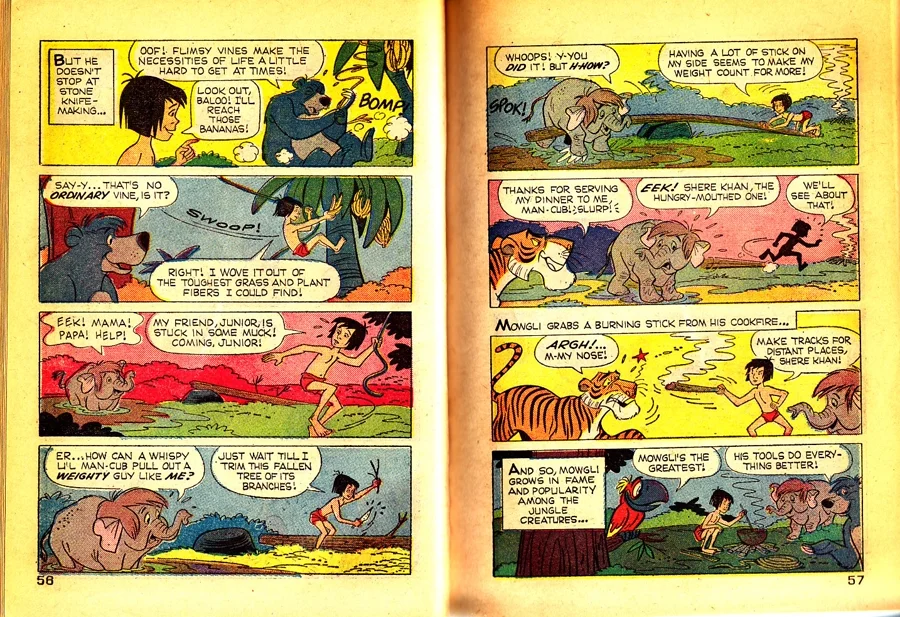 BUT HE
DOESN'T
STOP AT
STONE
KNIFE-
MAKING...
OOF! FLIMSY VINES MAKE THE
NECESSITIES OF LIFE A LITTLE
HARD TO GET AT TIMES!
LOOK OUT,
BALOO! I'LL
REACH
THOSE
BANANAS!
BOMP!
SAY-Y... THAT'S NO
ORDINARY VINE, IS IT?
SWOOP!
RIGHT! I WOVE IT OUT OF
THE TOUGHEST GRASS AND PLANT
FIBERS I COULD FIND!
EEK! MAMA!
PAPA! HELP!
MY FRIEND, JUNIOR, IS
STUCK IN SOME MUCK!
COMING, JUNIOR!
ER...HOW CAN A WHISPY
LI'L MAN-CUB PULL OUT A
WEIGHTY GUY LIKE ME?
JUST WAIT TILL I
TRIM THIS FALLEN
TREE OF ITS
BRANCHES!
56
WHOOPS! Y-YOU
DID IT! BUT H-HOW?
HAVING A LOT OF STICK ON
MY SIDE SEEMS TO MAKE MY
WEIGHT COUNT FOR MORE!
SPOK!
THANKS FOR SERVING
MY DINNER TO ME,
MAN-CUB! SLURP!
EEK! SHERE KHAN, THE
HUNGRY-MOUTHED ONE!
WE'LL
SEE ABOUT
THAT!
MOWGLI GRABS A BURNING STICK FROM HIS COOKFIRE...
ARGH!...
M-MY NOSE!
MAKE TRACKS FOR
DISTANT PLACES,
SHERE KHAN!
AND SO, MOWGLI
GROWS IN FAME
AND POPULARITY
AMONG THE
JUNGLE
CREATURES...
MOWGLI'S THE
GREATEST!
HIS TOOLS DO EVERY-
THING BETTER!
57